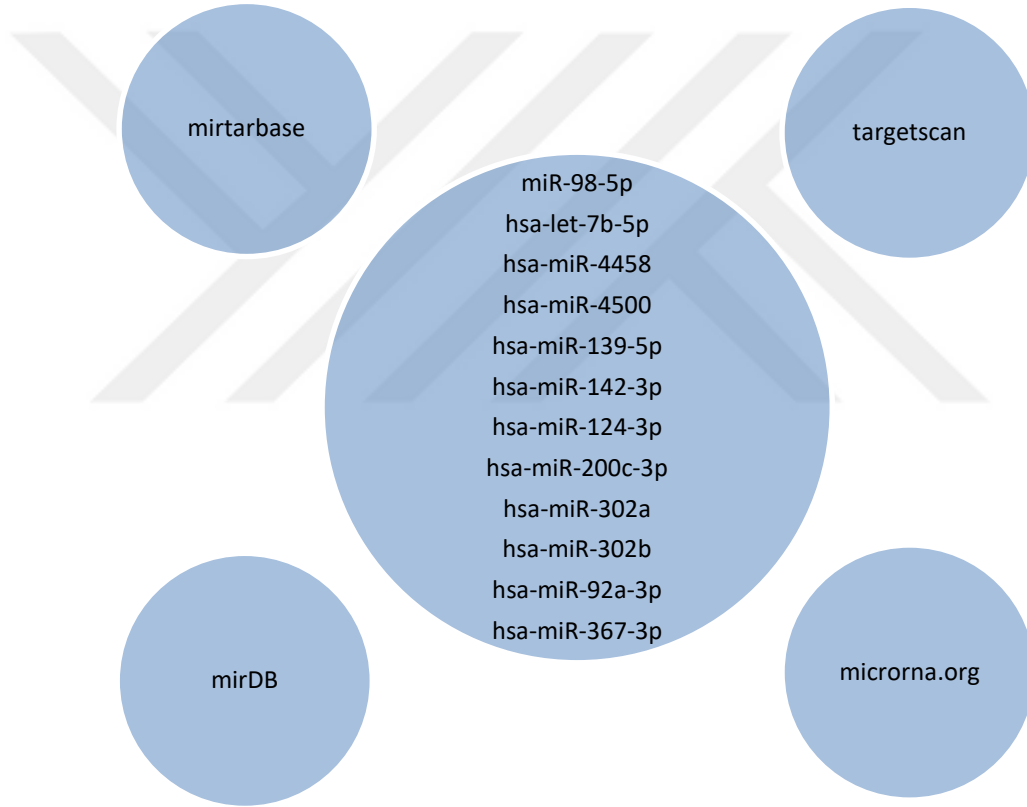 mirtarbase
targetscan
miR-98-5p
hsa-let-7b-5p
hsa-miR-4458
hsa-miR-4500
hsa-miR-139-5p
hsa-miR-142-3p
hsa-miR-124-3p
hsa-miR-200c-3p
hsa-miR-302a
hsa-miR-302b
hsa-miR-92a-3p
hsa-miR-367-3p
mirDB
microrna.org